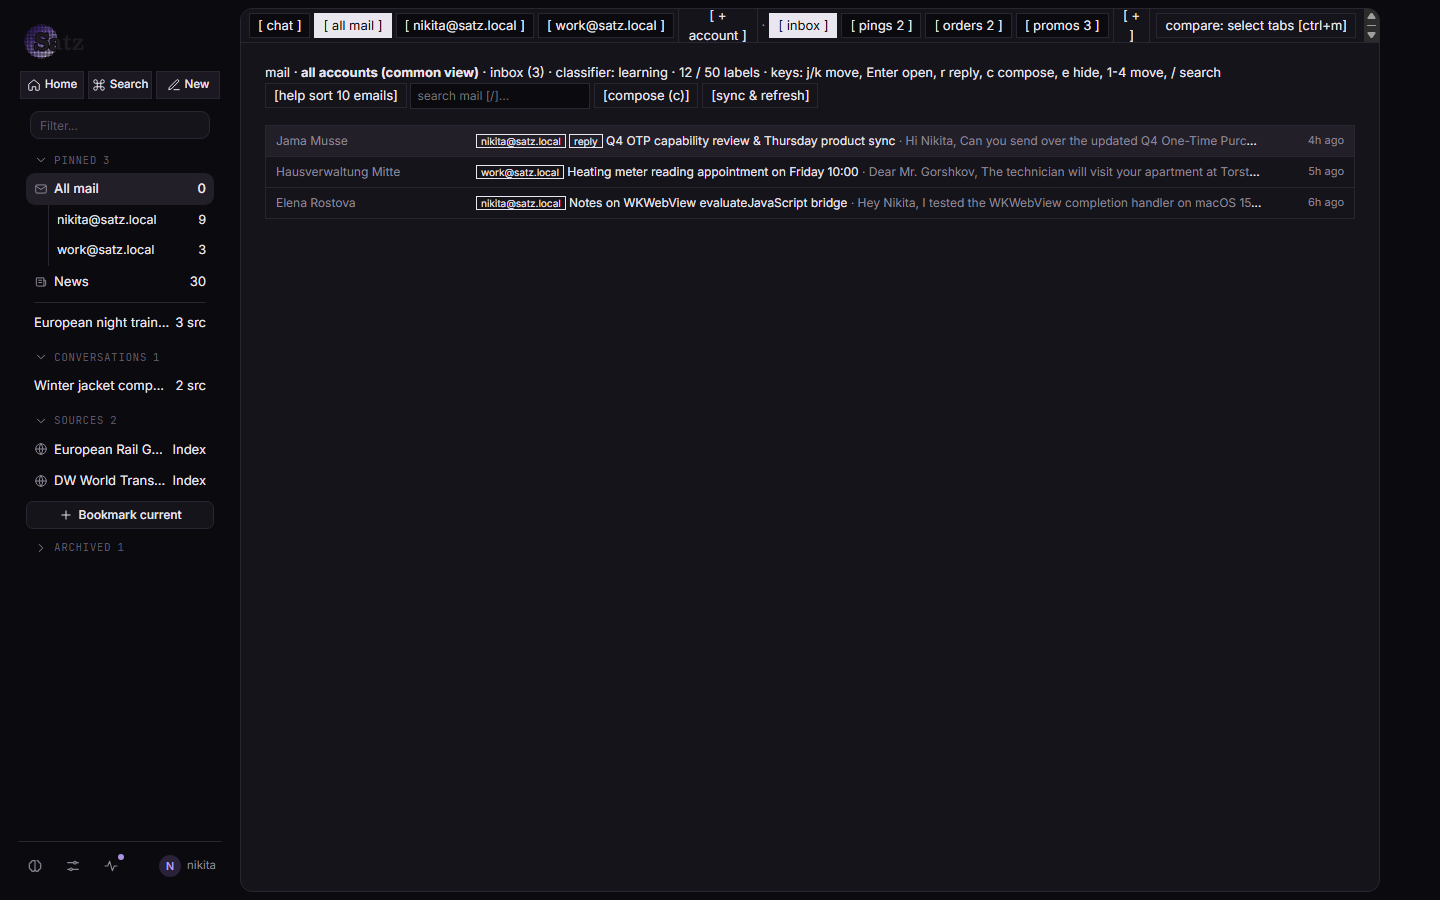 Satz
Home Search New
Filter...
PINNED 3
All mail 0
nikita@satz.local 9
work@satz.local 3
News 30
European night train... 3 src
CONVERSATIONS 1
Winter jacket comp... 2 src
SOURCES 2
European Rail G... Index
DW World Trans... Index
+ Bookmark current
ARCHIVED 1
N nikita
[ chat ] [ all mail ] [ nikita@satz.local ] [ work@satz.local ] [ + account ] · [ inbox ] [ pings 2 ] [ orders 2 ] [ promos 3 ] [ + ] compare: select tabs [ctrl+m]
mail · all accounts (common view) · inbox (3) · classifier: learning · 12 / 50 labels · keys: j/k move, Enter open, r reply, c compose, e hide, 1-4 move, / search
[help sort 10 emails] search mail [/]... [compose (c)] [sync & refresh]
Jama Musse nikita@satz.local reply Q4 OTP capability review & Thursday product sync · Hi Nikita, Can you send over the updated Q4 One-Time Purc... 4h ago
Hausverwaltung Mitte work@satz.local Heating meter reading appointment on Friday 10:00 · Dear Mr. Gorshkov, The technician will visit your apartment at Torst... 5h ago
Elena Rostova nikita@satz.local Notes on WKWebView evaluateJavaScript bridge · Hey Nikita, I tested the WKWebView completion handler on macOS 15... 6h ago